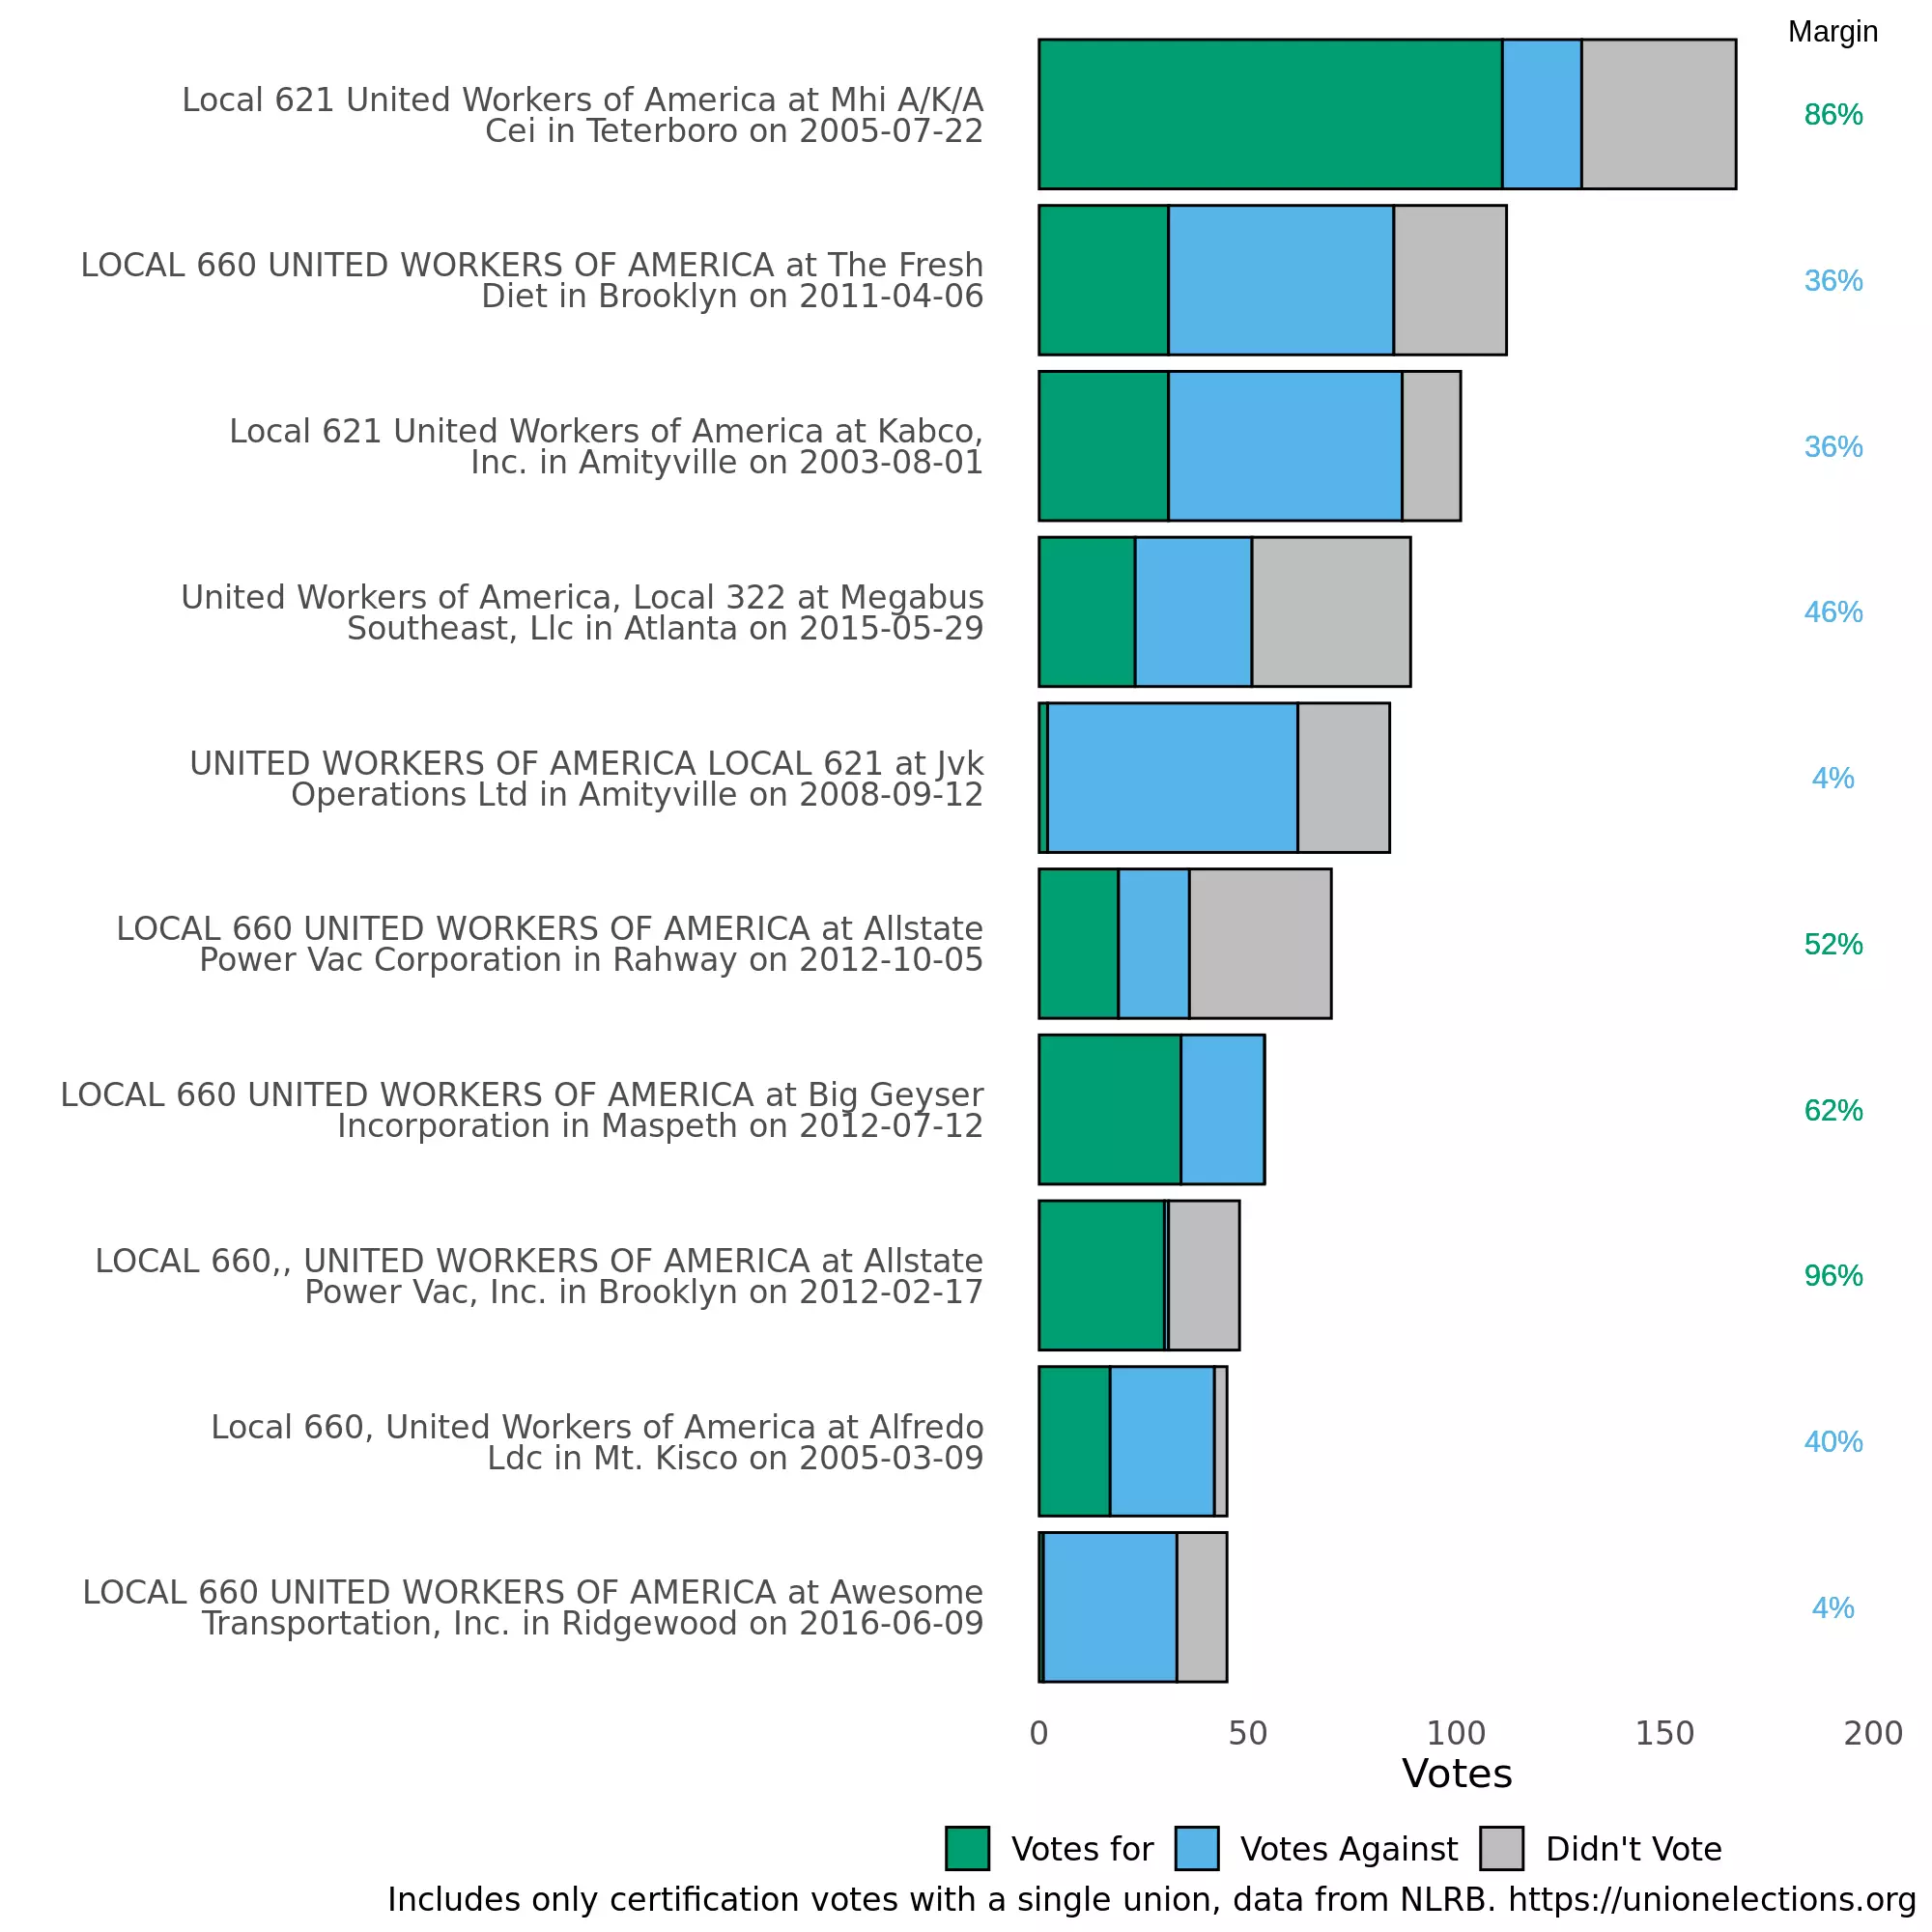 Margin
Local 621 United Workers of America at Mhi A/K/A
Cei in Teterboro on 2005-07-22
86%
LOCAL 660 UNITED WORKERS OF AMERICA at The Fresh
Diet in Brooklyn on 2011-04-06
36%
Local 621 United Workers of America at Kabco,
Inc. in Amityville on 2003-08-01
36%
United Workers of America, Local 322 at Megabus
Southeast, Llc in Atlanta on 2015-05-29
46%
UNITED WORKERS OF AMERICA LOCAL 621 at Jvk
Operations Ltd in Amityville on 2008-09-12
4%
LOCAL 660 UNITED WORKERS OF AMERICA at Allstate
Power Vac Corporation in Rahway on 2012-10-05
52%
LOCAL 660 UNITED WORKERS OF AMERICA at Big Geyser
Incorporation in Maspeth on 2012-07-12
62%
LOCAL 660,, UNITED WORKERS OF AMERICA at Allstate
Power Vac, Inc. in Brooklyn on 2012-02-17
96%
Local 660, United Workers of America at Alfredo
Ldc in Mt. Kisco on 2005-03-09
40%
LOCAL 660 UNITED WORKERS OF AMERICA at Awesome
Transportation, Inc. in Ridgewood on 2016-06-09
4%
0 50 100 150 200
Votes
Votes for Votes Against Didn't Vote
Includes only certification votes with a single union, data from NLRB. https://unionelections.org